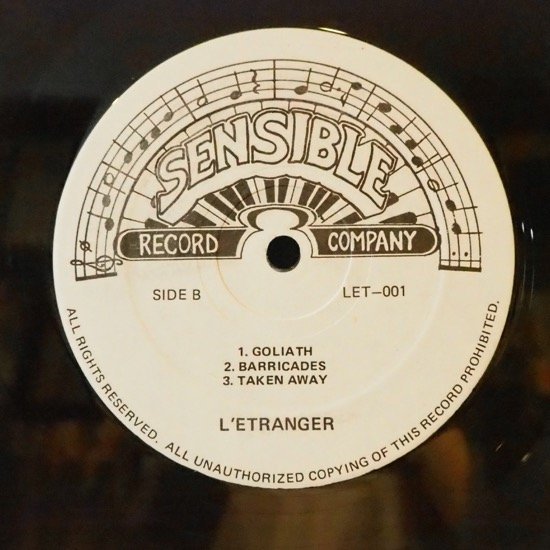 SENSIBLE
RECORD COMPANY
SIDE B
LET-001
1. GOLIATH
2. BARRICADES
3. TAKEN AWAY
L'ETRANGER
ALL RIGHTS RESERVED. ALL UNAUTHORIZED COPYING OF THIS RECORD PROHIBITED.